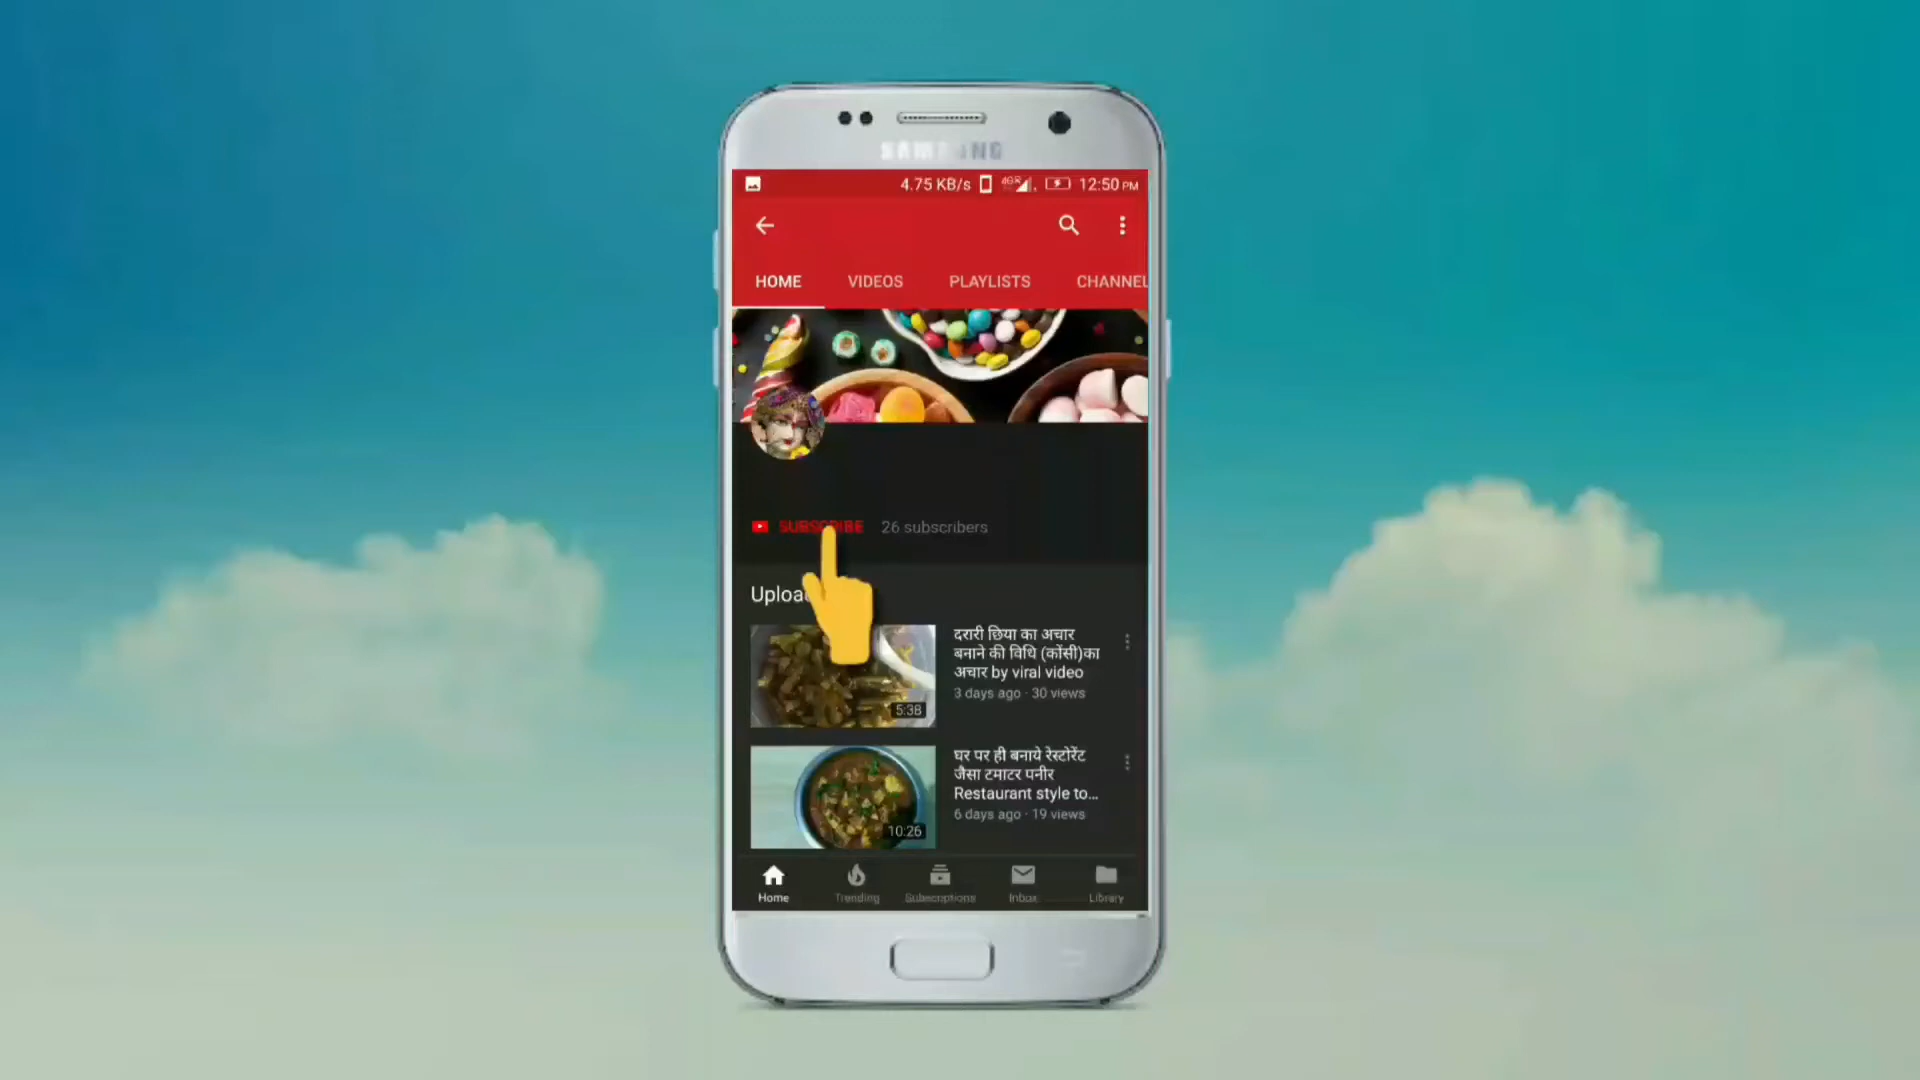 SAMSUNG
4.75 KB/s 12:50 PM
HOME VIDEOS PLAYLISTS CHANNEL
SUBSCRIBE 26 subscribers
दरारी छिया का अचार
बनाने की विधि (कोंसी)का
अचार by viral video
3 days ago · 30 views
5:38
घर पर ही बनाये रेस्टोरेंट
जैसा टमाटर पनीर
Restaurant style to...
6 days ago · 19 views
10:26
Home Trending Subscriptions Inbox Library